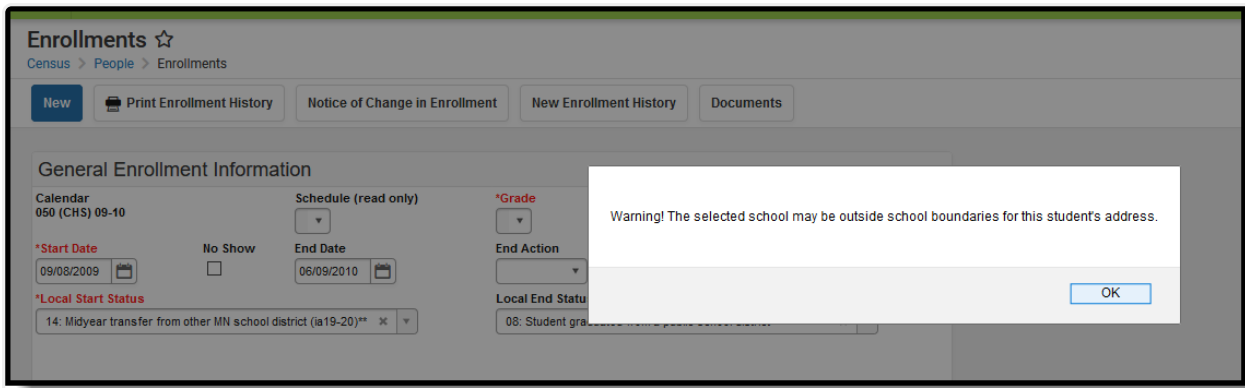 Enrollments
Census > People > Enrollments
New Print Enrollment History Notice of Change in Enrollment New Enrollment History Documents
General Enrollment Information
Calendar Schedule (read only) *Grade
050 (CHS) 09-10
Warning! The selected school may be outside school boundaries for this student's address.
*Start Date No Show End Date End Action
09/08/2009 06/09/2010
OK
*Local Start Status Local End Statu
14: Midyear transfer from other MN school district (ia19-20)** 08: Student